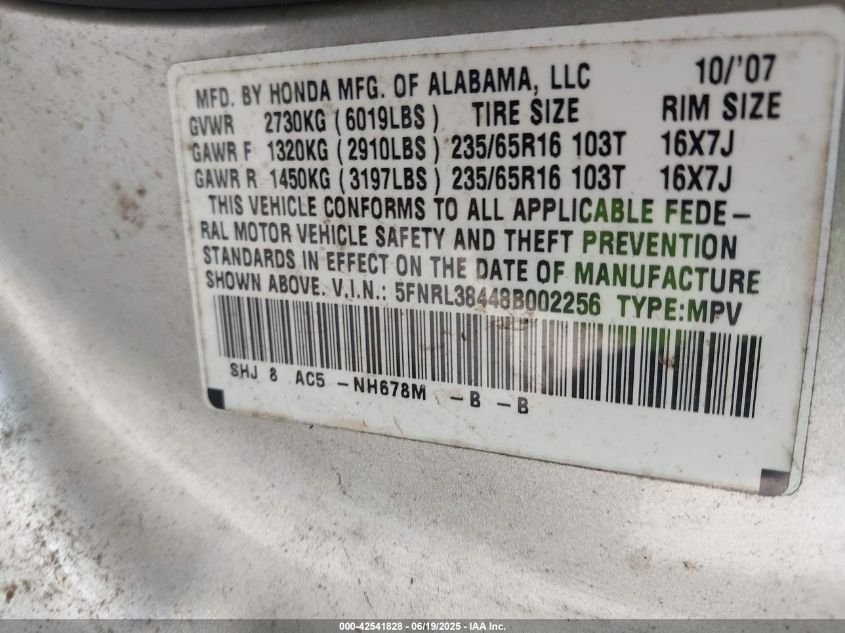 MFD. BY HONDA MFG. OF ALABAMA, LLC 10/'07
GVWR 2730KG (6019LBS) TIRE SIZE RIM SIZE
GAWR F 1320KG (2910LBS) 235/65R16 103T 16X7J
GAWR R 1450KG (3197LBS) 235/65R16 103T 16X7J
THIS VEHICLE CONFORMS TO ALL APPLICABLE FEDE-
RAL MOTOR VEHICLE SAFETY AND THEFT PREVENTION
STANDARDS IN EFFECT ON THE DATE OF MANUFACTURE
SHOWN ABOVE. V.I.N.: 5FNRL38448B002256 TYPE:MPV
SHJ 8 AC5 -NH678M -B -B
000-42541828 - 06/19/2025 - IAA Inc.